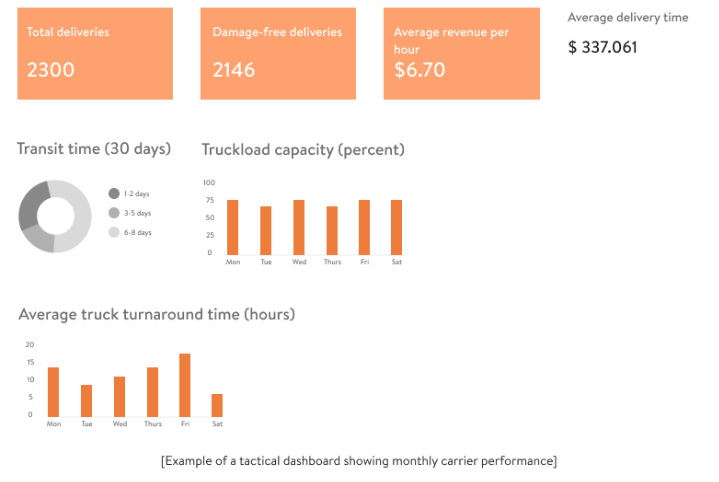 Total deliveries
2300
Damage-free deliveries
2146
Average revenue per
hour
$6.70
Average delivery time
$ 337.061
Transit time (30 days)
1-2 days
3-5 days
6-8 days
Truckload capacity (percent)
100
75
50
25
0
Mon Tue Wed Thurs Fri Sat
Average truck turnaround time (hours)
20
15
10
5
0
Mon Tue Wed Thurs Fri Sat
[Example of a tactical dashboard showing monthly carrier performance]